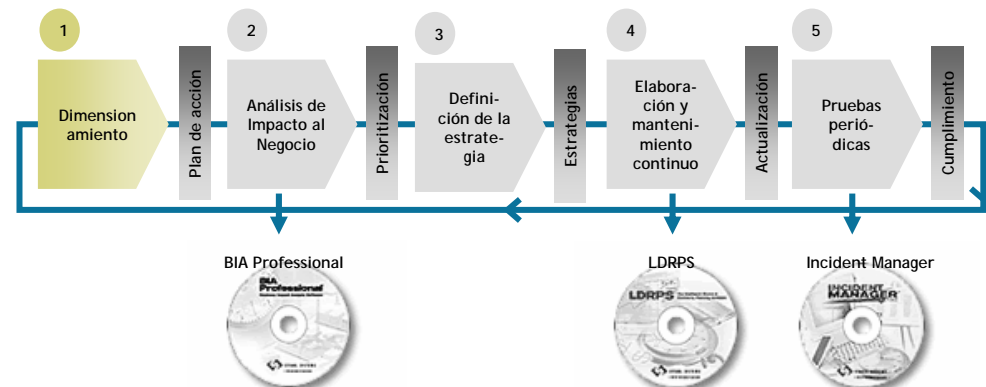 1
2
3
4
5
Dimension
amiento
Plan de acción
Análisis de
Impacto al
Negocio
Prioritización
Defini-
ción de la
estrate-
gia
Estrategias
Elabora-
ción y
manteni-
miento
continuo
Actualización
Pruebas
perió-
dicas
Cumplimiento
BIA Professional
LDRPS
Incident Manager
BIA
Professional
LDRPS
INCIDENT
MANAGER